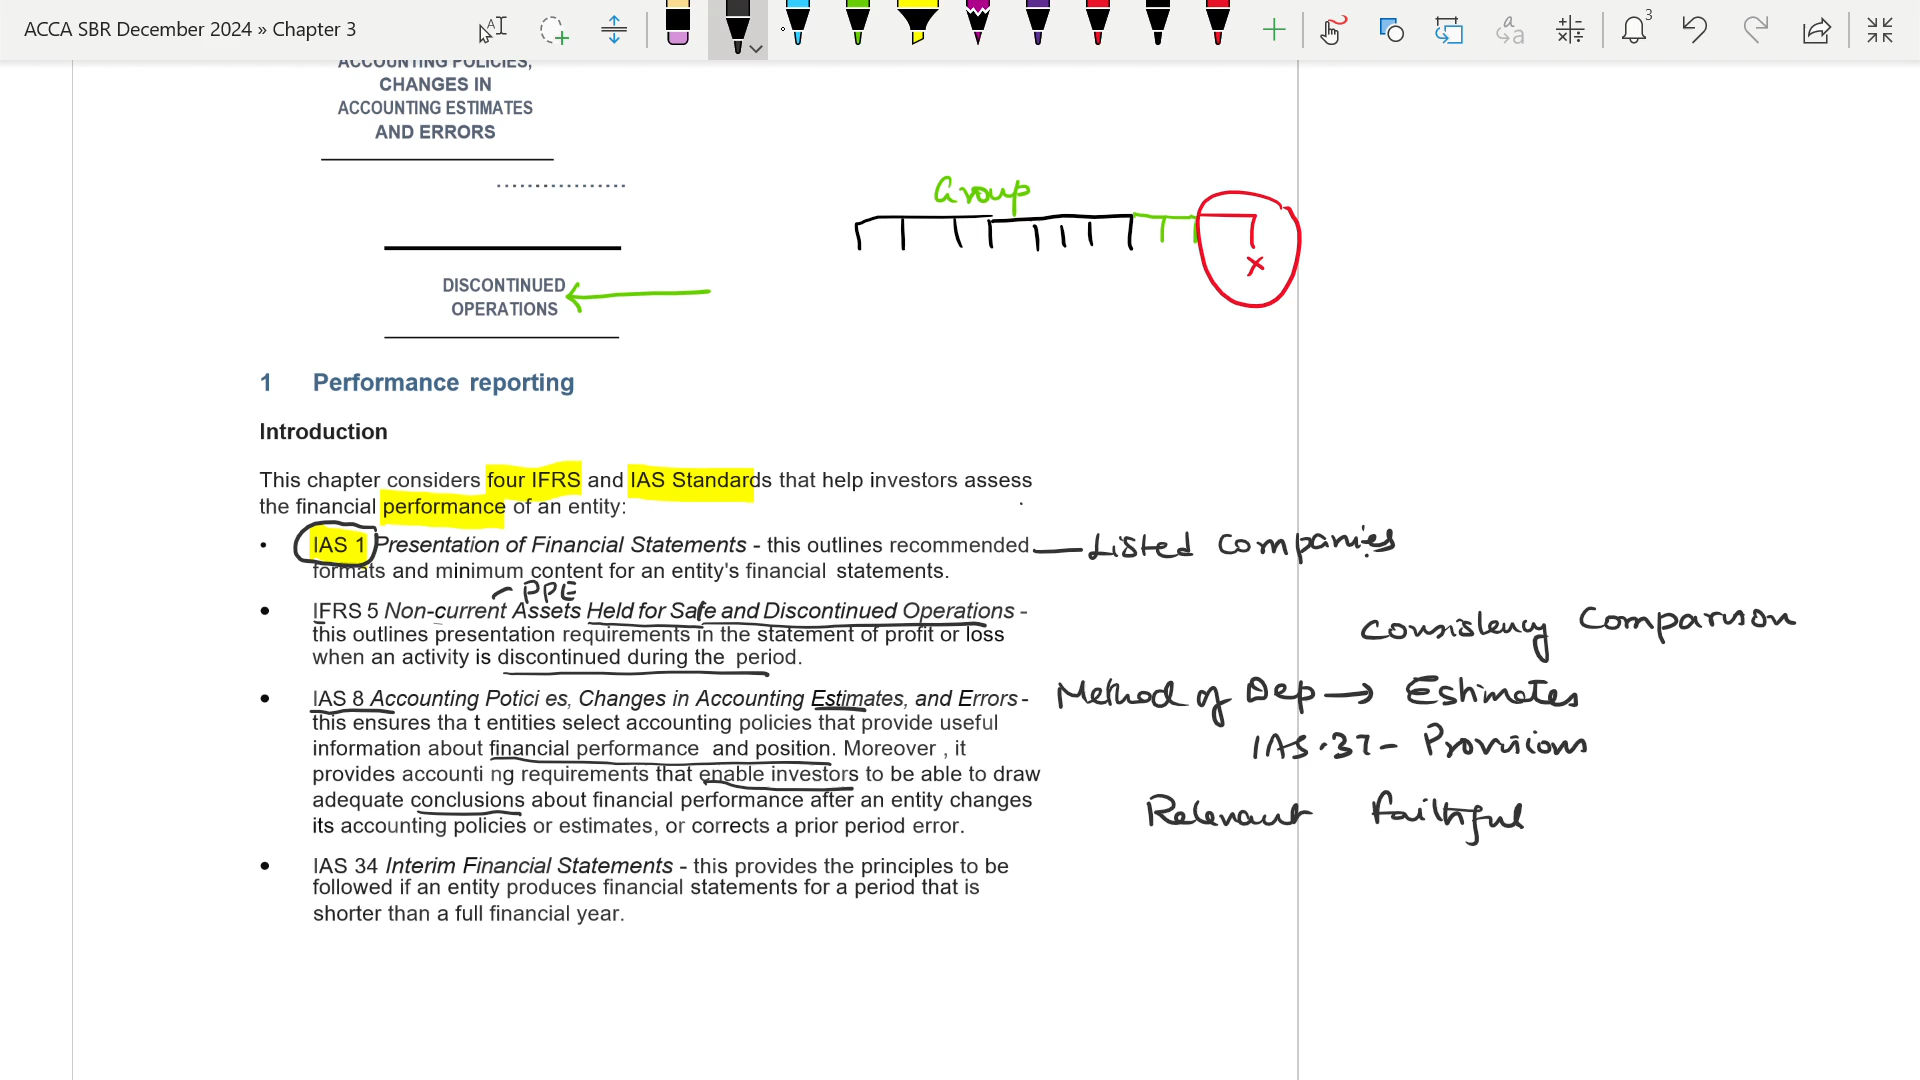 ACCA SBR December 2024 » Chapter 3
3
ACCOUNTING POLICIES,
CHANGES IN
ACCOUNTING ESTIMATES
AND ERRORS
Group
x
DISCONTINUED
OPERATIONS
1 Performance reporting
Introduction
This chapter considers four IFRS and IAS Standards that help investors assess
the financial performance of an entity:
• IAS 1 Presentation of Financial Statements - this outlines recommended — Listed Companies
formats and minimum content for an entity's financial statements.
PPE
• IFRS 5 Non-current Assets Held for Sale and Discontinued Operations -
this outlines presentation requirements in the statement of profit or loss
when an activity is discontinued during the period.
Consistency Comparison
• IAS 8 Accounting Potici es, Changes in Accounting Estimates, and Errors -
this ensures tha t entities select accounting policies that provide useful
information about financial performance and position. Moreover , it
provides accounti ng requirements that enable investors to be able to draw
adequate conclusions about financial performance after an entity changes
its accounting policies or estimates, or corrects a prior period error.
Method of Dep → Estimates
IAS.37 - Provisions
Relevant Faithful
• IAS 34 Interim Financial Statements - this provides the principles to be
followed if an entity produces financial statements for a period that is
shorter than a full financial year.